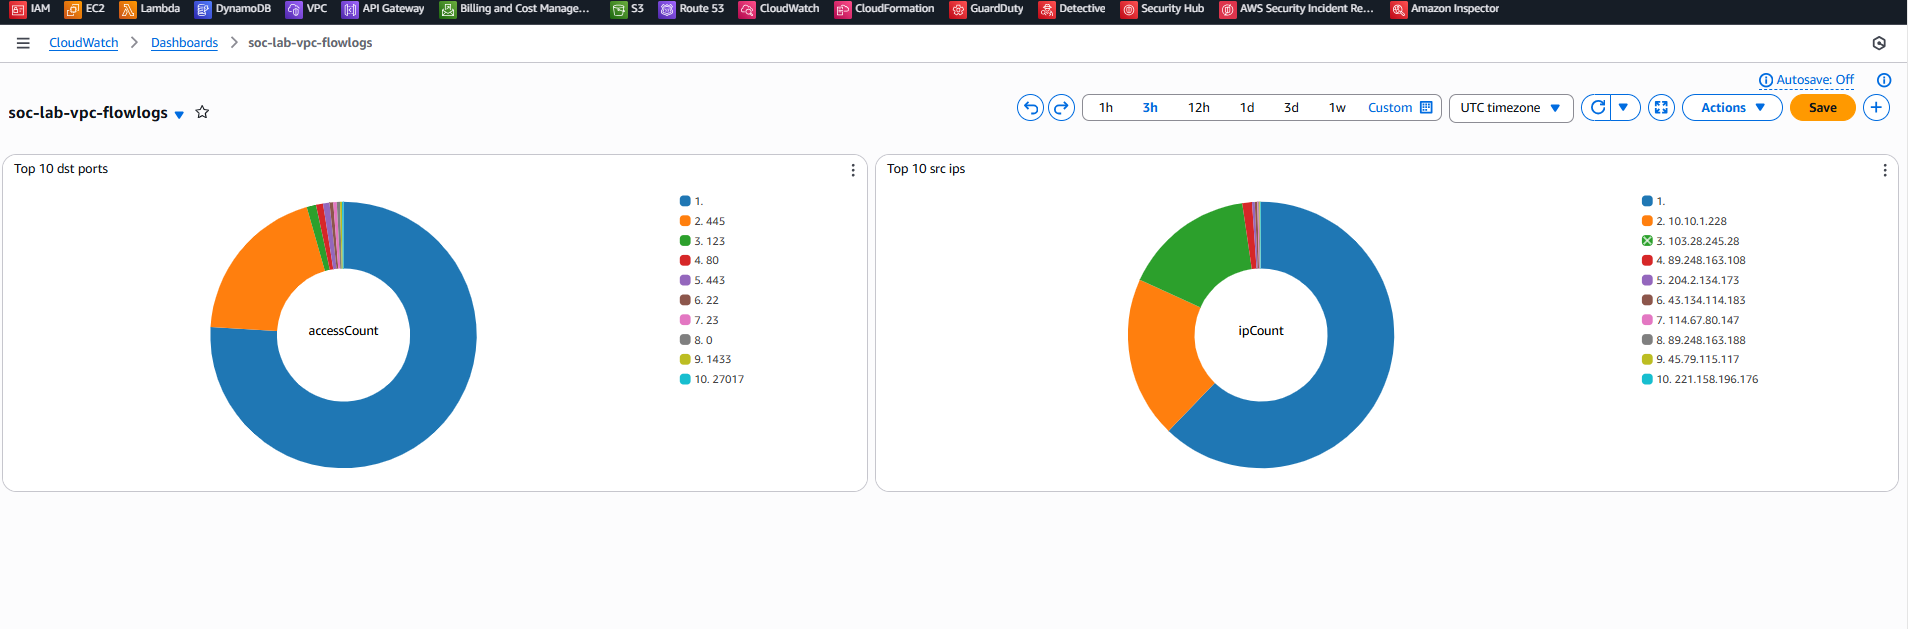 IAM EC2 Lambda DynamoDB VPC API Gateway Billing and Cost Manage... S3 Route 53 CloudWatch CloudFormation GuardDuty Detective Security Hub AWS Security Incident Re... Amazon Inspector
CloudWatch > Dashboards > soc-lab-vpc-flowlogs
Autosave: Off
soc-lab-vpc-flowlogs
1h 3h 12h 1d 3d 1w Custom UTC timezone Actions Save
Top 10 dst ports
accessCount
1.
2. 445
3. 123
4. 80
5. 443
6. 22
7. 23
8. 0
9. 1433
10. 27017
Top 10 src ips
ipCount
1.
2. 10.10.1.228
3. 103.28.245.28
4. 89.248.163.108
5. 204.2.134.173
6. 43.134.114.183
7. 114.67.80.147
8. 89.248.163.188
9. 45.79.115.117
10. 221.158.196.176